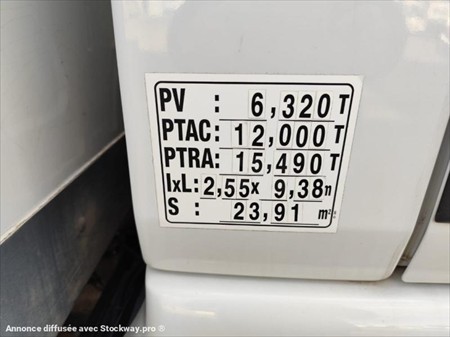 PV : 6,320 T
PTAC: 12,000 T
PTRA: 15,490 T
lxL: 2,55x 9,38m
S : 23,91 m²
Annonce diffusée avec Stockway.pro ®